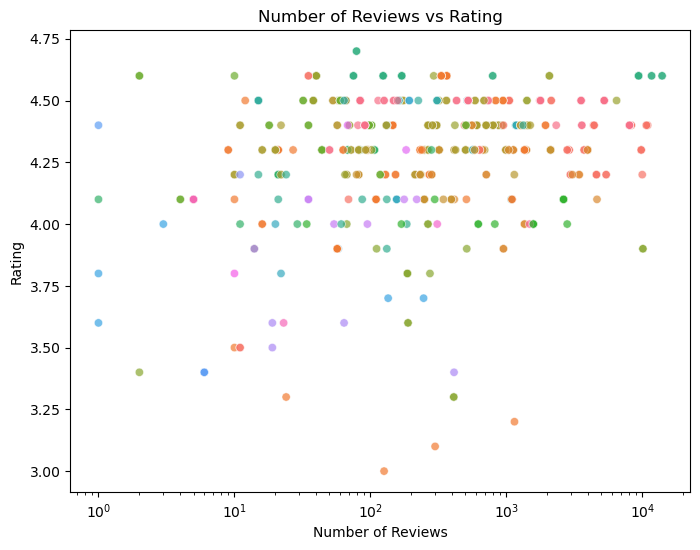 Number of Reviews vs Rating
4.75
4.50
4.25
4.00
3.75
3.50
3.25
3.00
Rating
10⁰ 10¹ 10² 10³ 10⁴
Number of Reviews